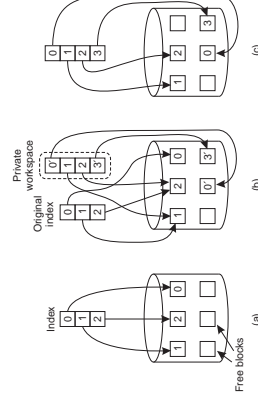 Index
0
1
2
1 2 0
Free blocks
(a)
Original
index
0
1
2
Private
workspace
0'
1
2
3'
1 2 0
0' 3'
(b)
0
1
2
3
1 2
0 3
(c)